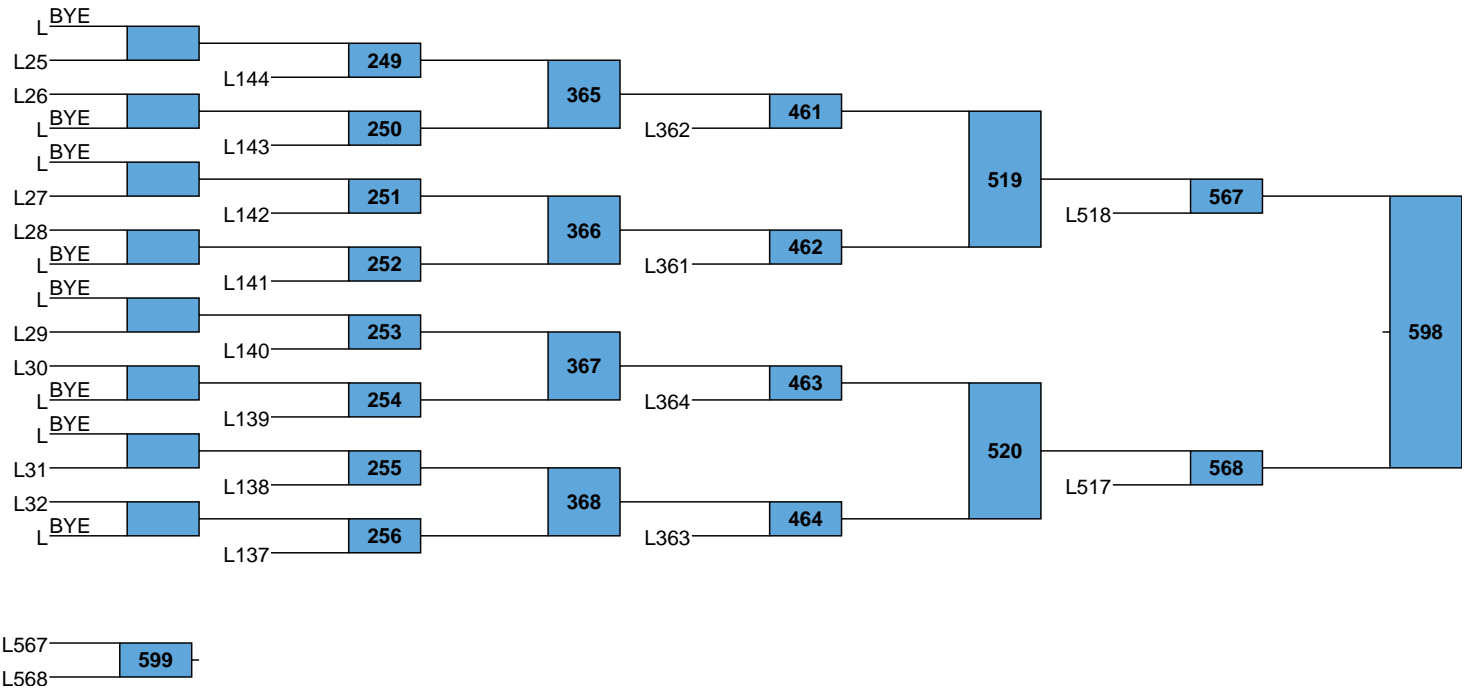 BYE
L
L25
L144
249
365
L26
BYE
L
L143
250
L362
461
519
BYE
L
L27
L142
251
366
L518
567
L28
BYE
L
L141
252
L361
462
598
BYE
L
L29
L140
253
367
L30
BYE
L
L139
254
L364
463
520
BYE
L
L31
L138
255
368
L517
568
L32
BYE
L
L137
256
L363
464
L567
599
L568